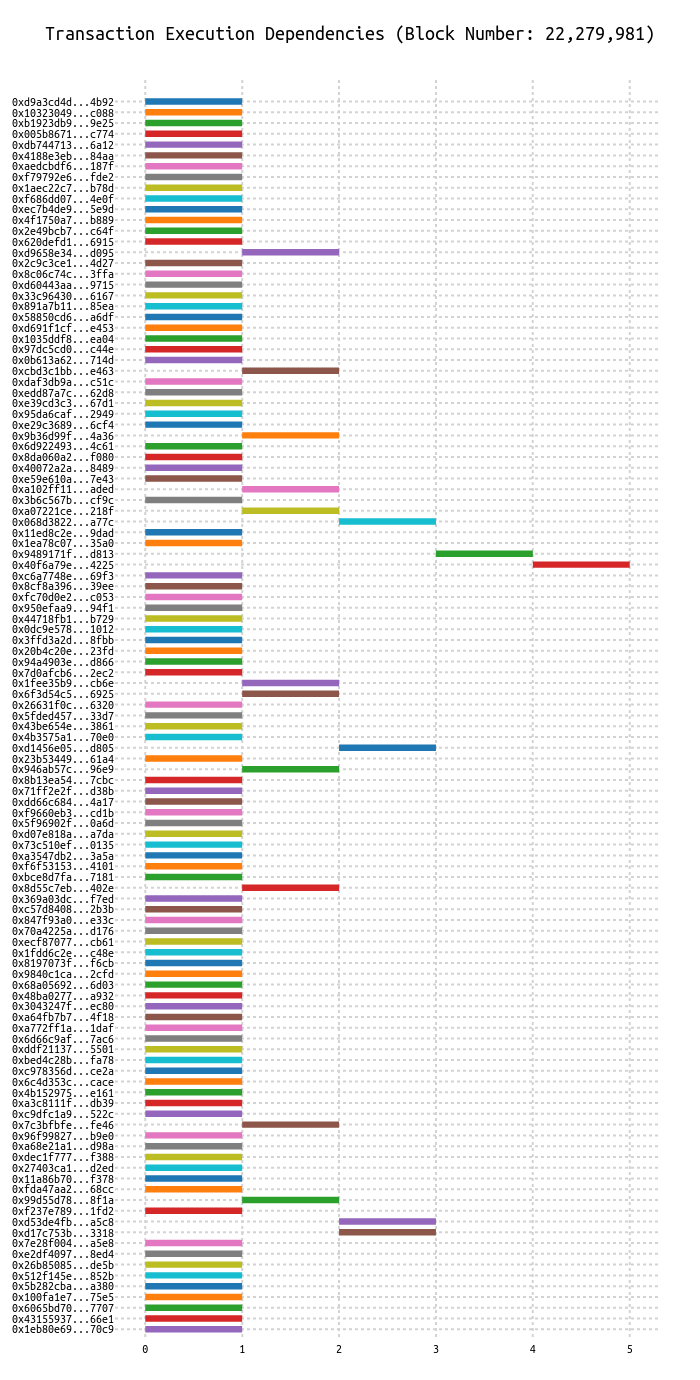 Transaction Execution Dependencies (Block Number: 22,279,981)
0xd9a3cd4d...4b92
0x10323049...c088
0xb1923db9...9e25
0x005b8671...c774
0xdb744713...6a12
0x4188e3eb...84aa
0xaedcbdf6...187f
0xf79792e6...fde2
0x1aec22c7...b78d
0xf686dd07...4e0f
0xec7b4de9...5e9d
0x4f1750a7...b889
0x2e49bcb7...c64f
0x620defd1...6915
0xd9658e34...d095
0x2c9c3ce1...4d27
0x8c06c74c...3ffa
0xd60443aa...9715
0x33c96430...6167
0x891a7b11...85ea
0x58850cd6...a6df
0xd691f1cf...e453
0x1035ddf8...ea04
0x97dc5cd0...c44e
0x0b613a62...714d
0xcbd3c1bb...e463
0xdaf3db9a...c51c
0xedd87a7c...62d8
0xe39cd3c3...67d1
0x95da6caf...2949
0xe29c3689...6cf4
0x9b36d99f...4a36
0x6d922493...4c61
0x8da060a2...f080
0x40072a2a...8489
0xe59e610a...7e43
0xa102ff11...aded
0x3b6c567b...cf9c
0xa07221ce...218f
0x068d3822...a77c
0x11ed8c2e...9dad
0x1ea78c07...35a0
0x9489171f...d813
0x40f6a79e...4225
0xc6a7748e...69f3
0x8cf8a396...39ee
0xfc70d0e2...c053
0x950efaa9...94f1
0x44718fb1...b729
0x0dc9e578...1012
0x3ffd3a2d...8fbb
0x20b4c20e...23fd
0x94a4903e...d866
0x7d0afcb6...2ec2
0x1fee35b9...cb6e
0x6f3d54c5...6925
0x26631f0c...6320
0x5fded457...33d7
0x43be654e...3861
0x4b3575a1...70e0
0xd1456e05...d805
0x23b53449...61a4
0x946ab57c...96e9
0x8b13ea54...7cbc
0x71ff2e2f...d38b
0xdd66c684...4a17
0xf9660eb3...cd1b
0x5f96902f...0a6d
0xd07e818a...a7da
0x73c510ef...0135
0xa3547db2...3a5a
0xf6f53153...4101
0xbce8d7fa...7181
0x8d55c7eb...402e
0x369a03dc...f7ed
0xc57d8408...2b3b
0x847f93a0...e33c
0x70a4225a...d176
0xecf87077...cb61
0x1fdd6c2e...c48e
0x8197073f...f6cb
0x9840c1ca...2cfd
0x68a05692...6d03
0x48ba0277...a932
0x3043247f...ec80
0xa64fb7b7...4f18
0xa772ff1a...1daf
0x6d66c9af...7ac6
0xddf21137...5501
0xbed4c28b...fa78
0xc978356d...ce2a
0x6c4d353c...cace
0x4b152975...e161
0xa3c8111f...db39
0xc9dfc1a9...522c
0x7c3bfbfe...fe46
0x96f99827...b9e0
0xa68e21a1...d98a
0xdec1f777...f388
0x27403ca1...d2ed
0x11a86b70...f378
0xfda47aa2...68cc
0x99d55d78...8f1a
0xf237e789...1fd2
0xd53de4fb...a5c8
0xd17c753b...3318
0x7e28f004...a5e8
0xe2df4097...8ed4
0x26b85085...de5b
0x512f145e...852b
0x5b282cba...a380
0x100fa1e7...75e5
0x6065bd70...7707
0x43155937...66e1
0x1eb80e69...70c9
0 1 2 3 4 5